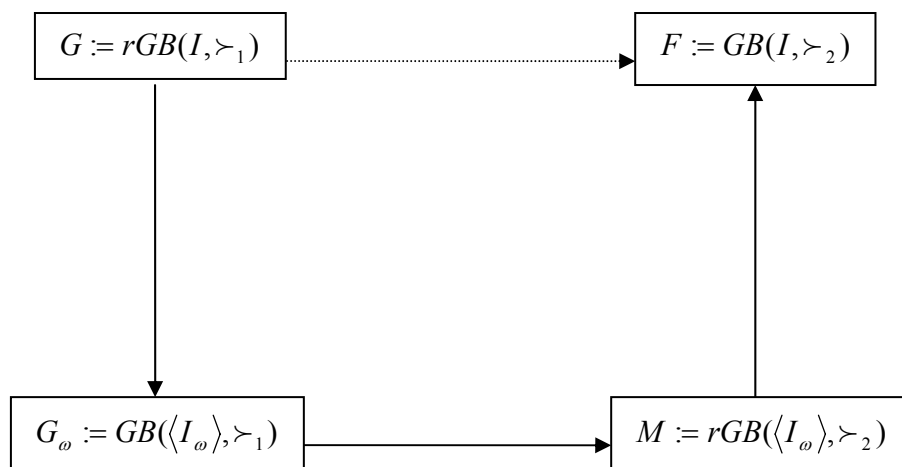 G := rGB(I, ≻₁)
F := GB(I, ≻₂)
G_ω := GB(⟨I_ω⟩, ≻₁)
M := rGB(⟨I_ω⟩, ≻₂)